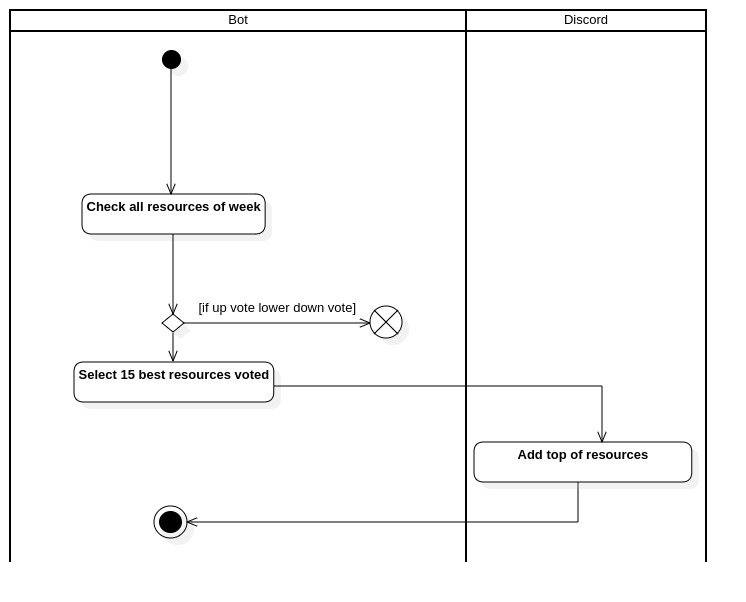 Bot
Discord
Check all resources of week
[if up vote lower down vote]
Select 15 best resources voted
Add top of resources